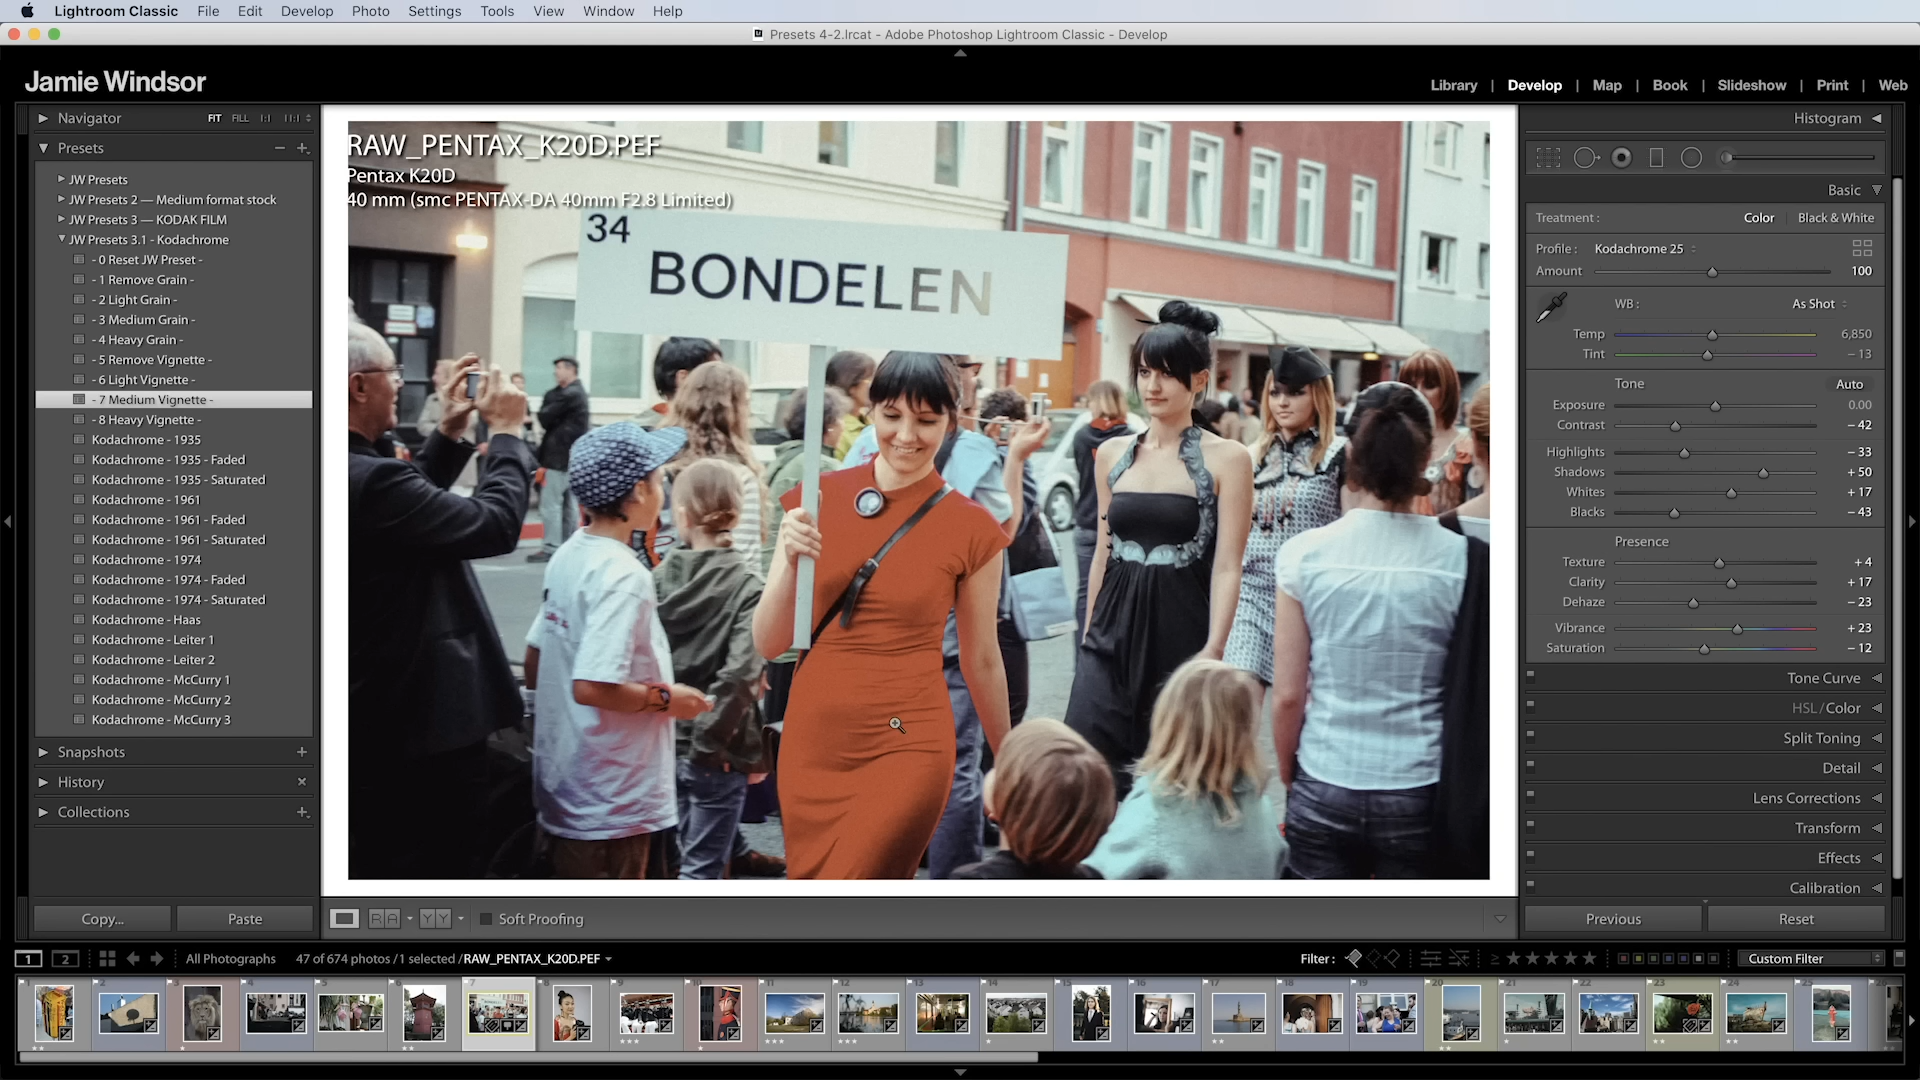 Lightroom Classic File Edit Develop Photo Settings Tools View Window Help
Presets 4-2.lrcat - Adobe Photoshop Lightroom Classic - Develop
Jamie Windsor
Library | Develop | Map | Book | Slideshow | Print | Web
Navigator FIT FILL 1:1 11:1
Presets
JW Presets
JW Presets 2 — Medium format stock
JW Presets 3 — KODAK FILM
JW Presets 3.1 - Kodachrome
- 0 Reset JW Preset -
- 1 Remove Grain -
- 2 Light Grain -
- 3 Medium Grain -
- 4 Heavy Grain -
- 5 Remove Vignette -
- 6 Light Vignette -
- 7 Medium Vignette -
- 8 Heavy Vignette -
Kodachrome - 1935
Kodachrome - 1935 - Faded
Kodachrome - 1935 - Saturated
Kodachrome - 1961
Kodachrome - 1961 - Faded
Kodachrome - 1961 - Saturated
Kodachrome - 1974
Kodachrome - 1974 - Faded
Kodachrome - 1974 - Saturated
Kodachrome - Haas
Kodachrome - Leiter 1
Kodachrome - Leiter 2
Kodachrome - McCurry 1
Kodachrome - McCurry 2
Kodachrome - McCurry 3
Snapshots
History
Collections
Copy... Paste
RAW_PENTAX_K20D.PEF
Pentax K20D
40 mm (smc PENTAX-DA 40mm F2.8 Limited)
34
BONDELEN
Soft Proofing
Histogram
Basic
Treatment : Color Black & White
Profile : Kodachrome 25
Amount 100
WB : As Shot
Temp 6,850
Tint – 13
Tone Auto
Exposure 0.00
Contrast – 42
Highlights – 33
Shadows + 50
Whites + 17
Blacks – 43
Presence
Texture + 4
Clarity + 17
Dehaze – 23
Vibrance + 23
Saturation – 12
Tone Curve
HSL / Color
Split Toning
Detail
Lens Corrections
Transform
Effects
Calibration
Previous Reset
1 2 All Photographs 47 of 674 photos / 1 selected / RAW_PENTAX_K20D.PEF Filter : Custom Filter